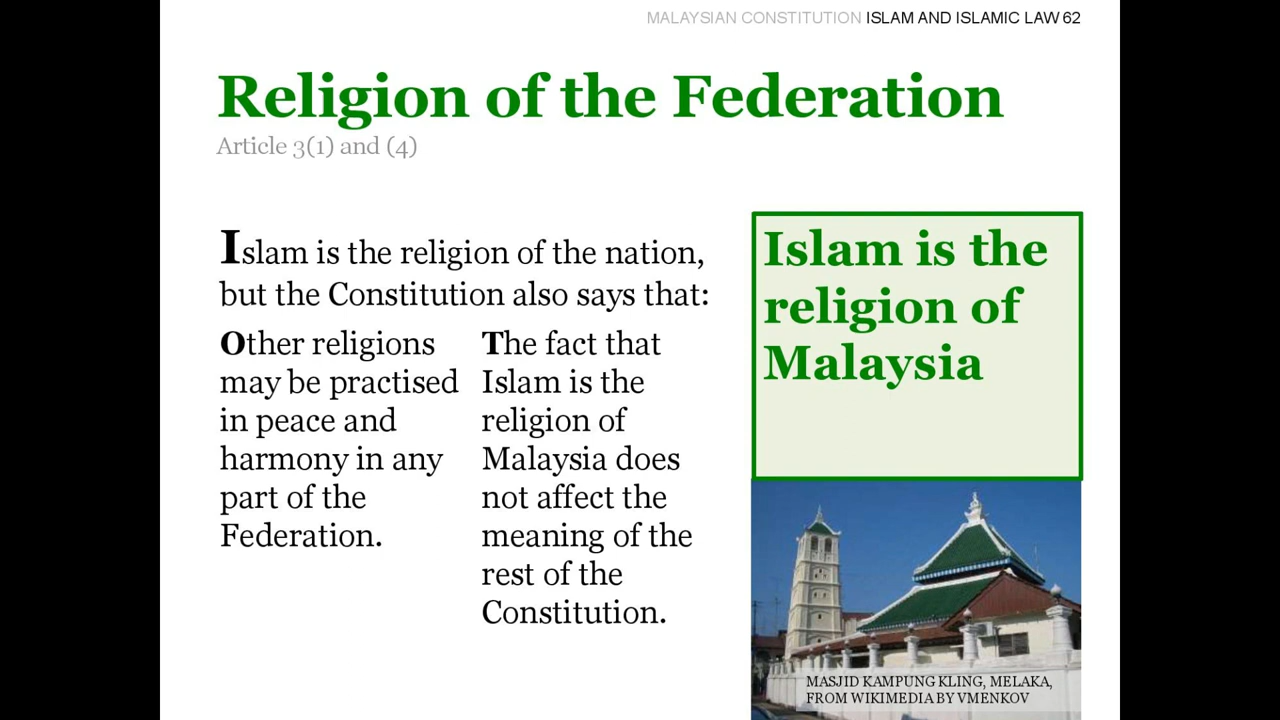 MALAYSIAN CONSTITUTION ISLAM AND ISLAMIC LAW 62
Religion of the Federation
Article 3(1) and (4)
Islam is the religion of the nation,
but the Constitution also says that:
Other religions
may be practised
in peace and
harmony in any
part of the
Federation.
The fact that
Islam is the
religion of
Malaysia does
not affect the
meaning of the
rest of the
Constitution.
Islam is the
religion of
Malaysia
MASJID KAMPUNG KLING, MELAKA,
FROM WIKIMEDIA BY VMENKOV